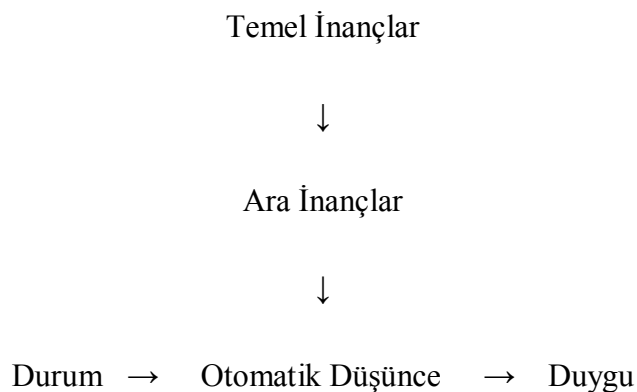 Temel İnançlar
↓
Ara İnançlar
↓
Durum → Otomatik Düşünce → Duygu